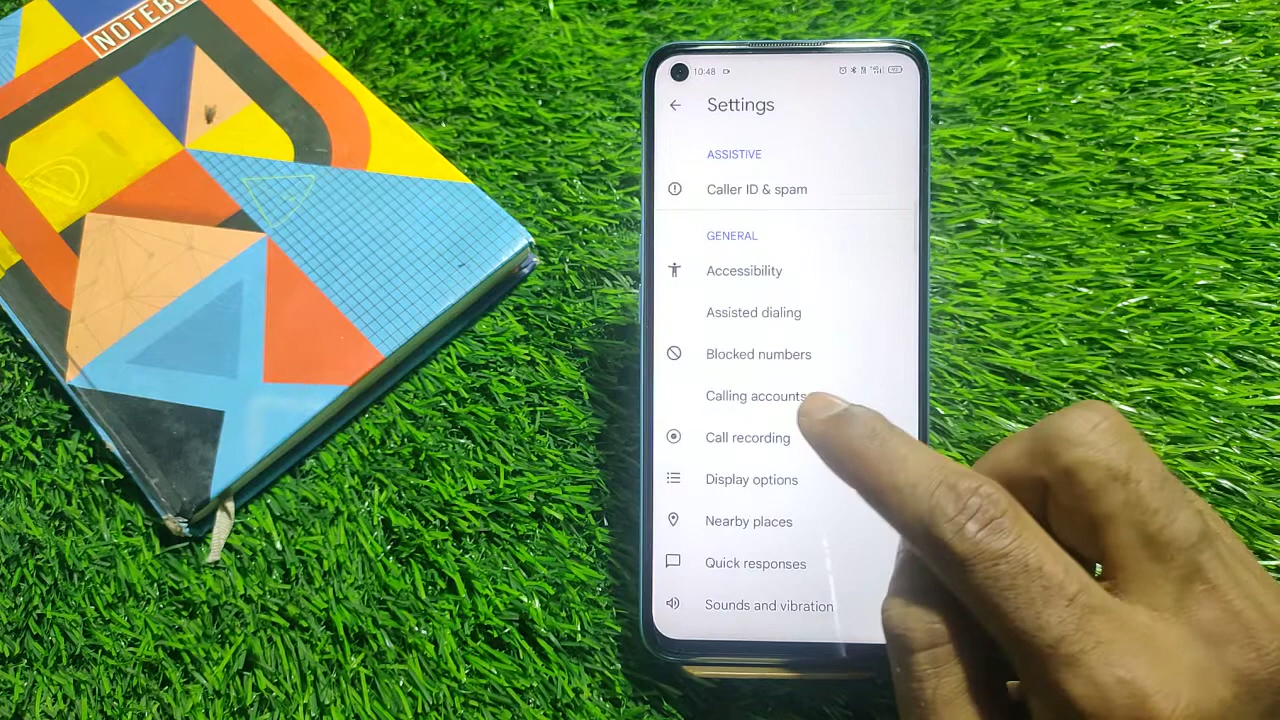 10:48
Settings
ASSISTIVE
Caller ID & spam
GENERAL
Accessibility
Assisted dialing
Blocked numbers
Calling accounts
Call recording
Display options
Nearby places
Quick responses
Sounds and vibration